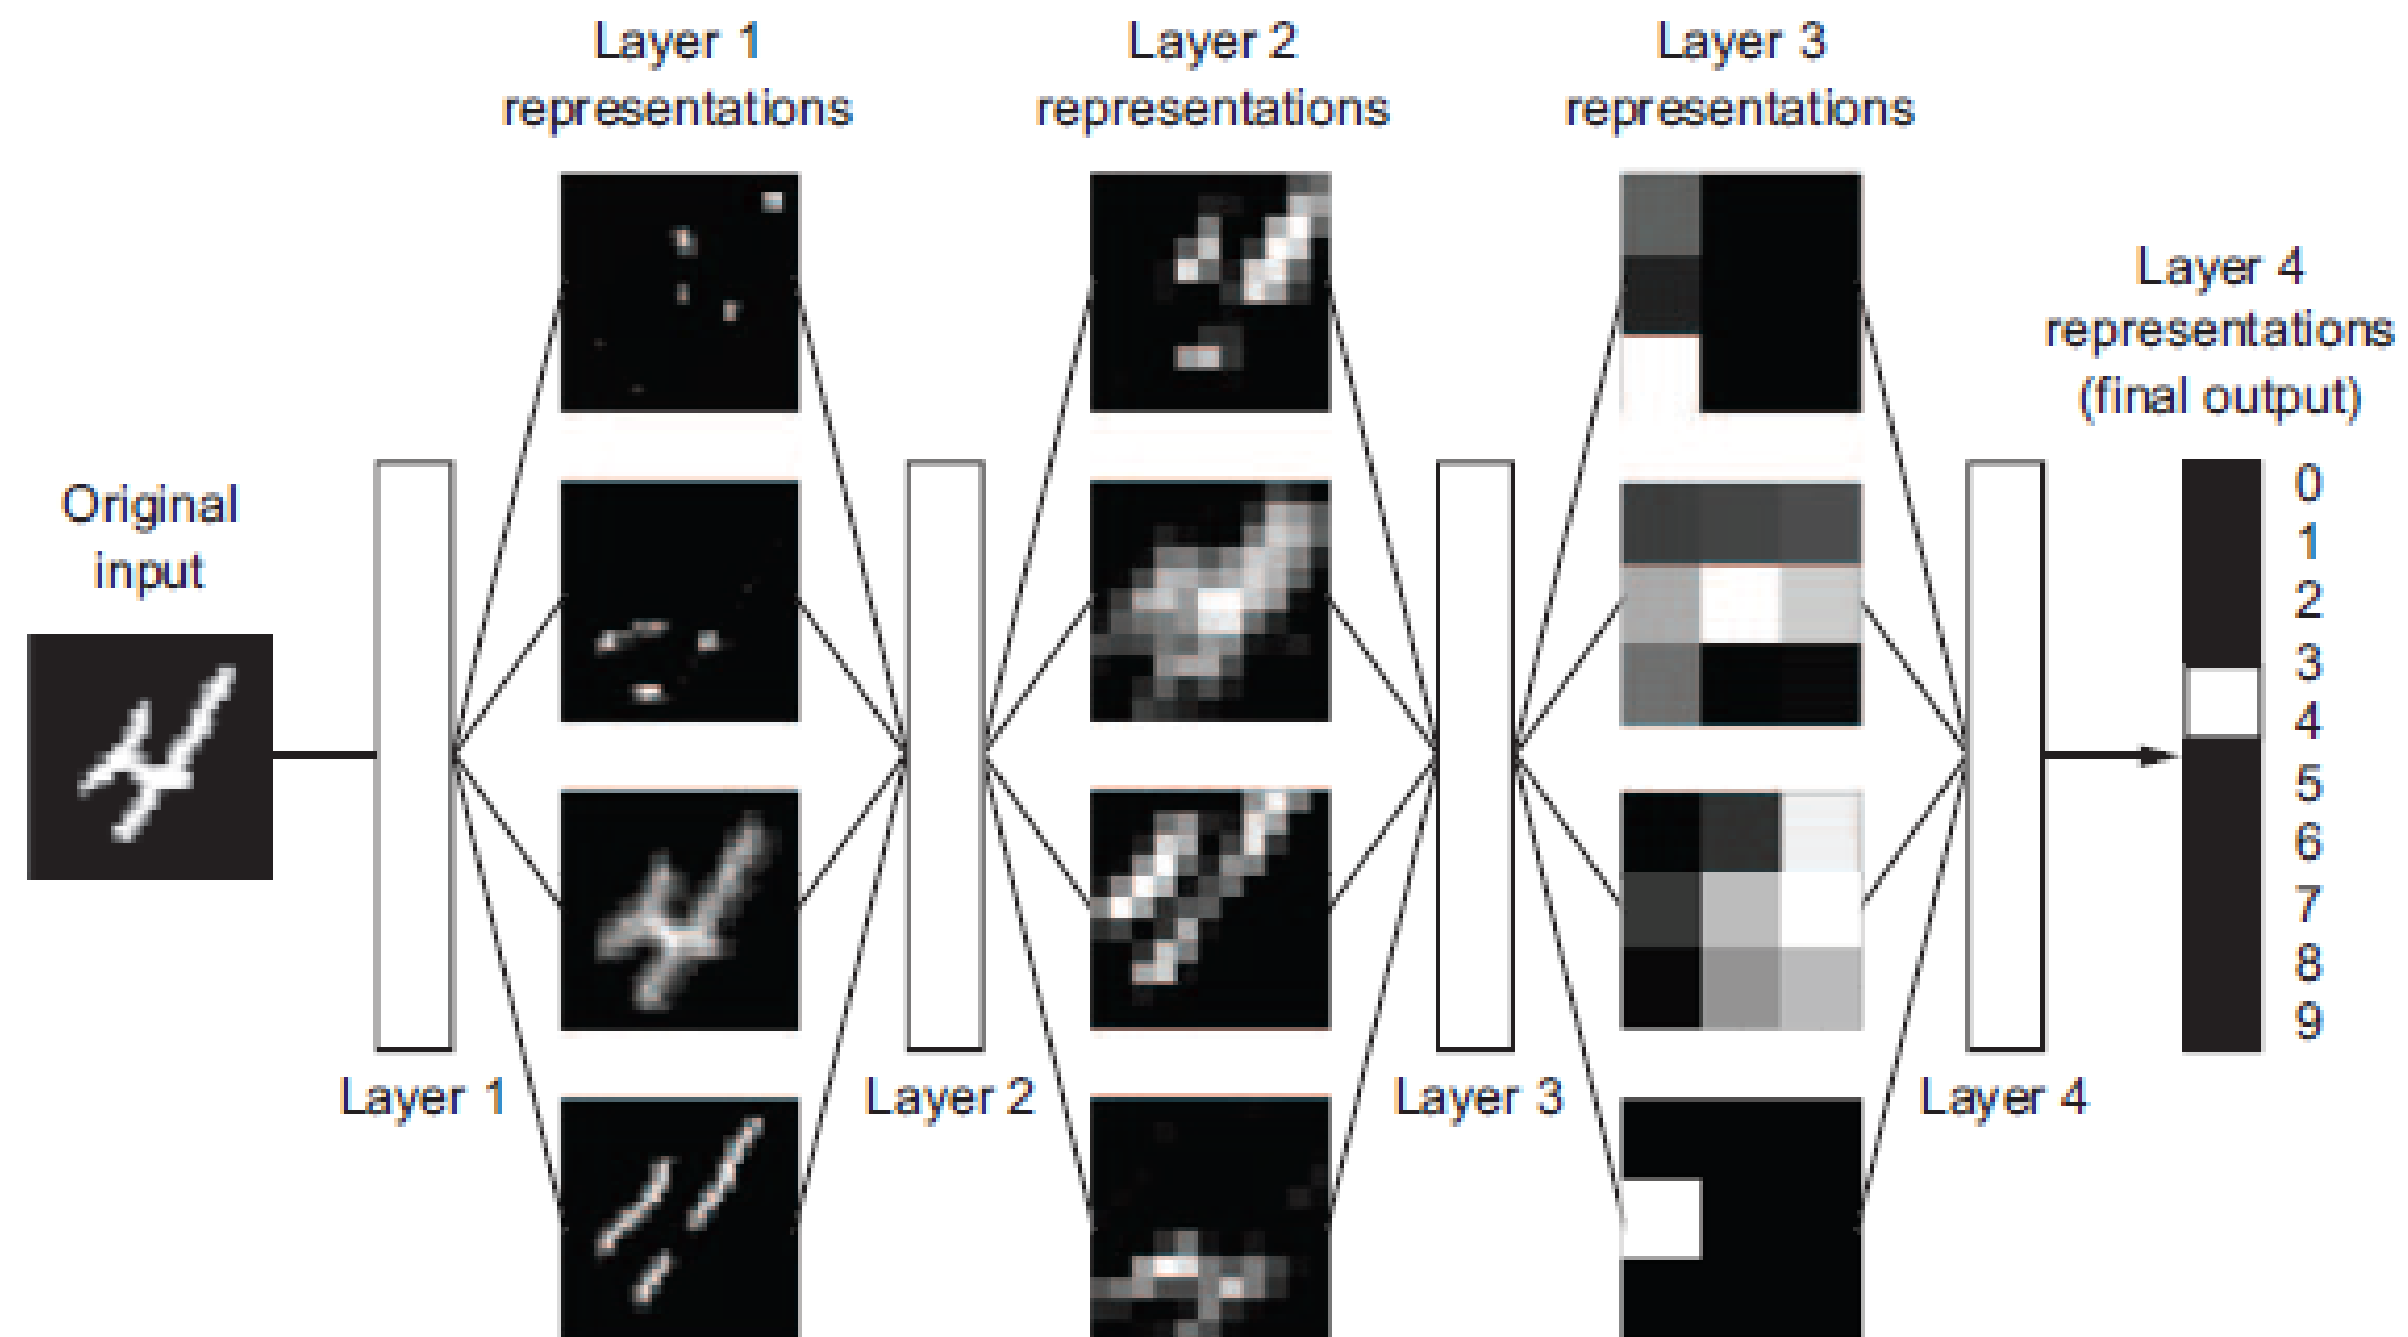 Layer 1
representations
Layer 2
representations
Layer 3
representations
Layer 4
representations
(final output)
Original
input
0
1
2
3
4
5
6
7
8
9
Layer 1
Layer 2
Layer 3
Layer 4